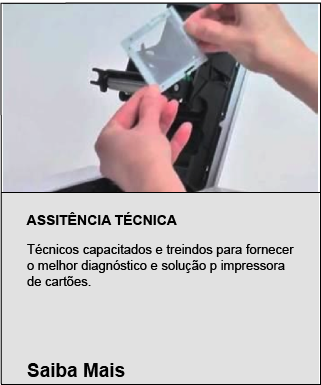 ASSITÊNCIA TÉCNICA
Técnicos capacitados e treindos para fornecer
o melhor diagnóstico e solução p impressora
de cartões.
Saiba Mais